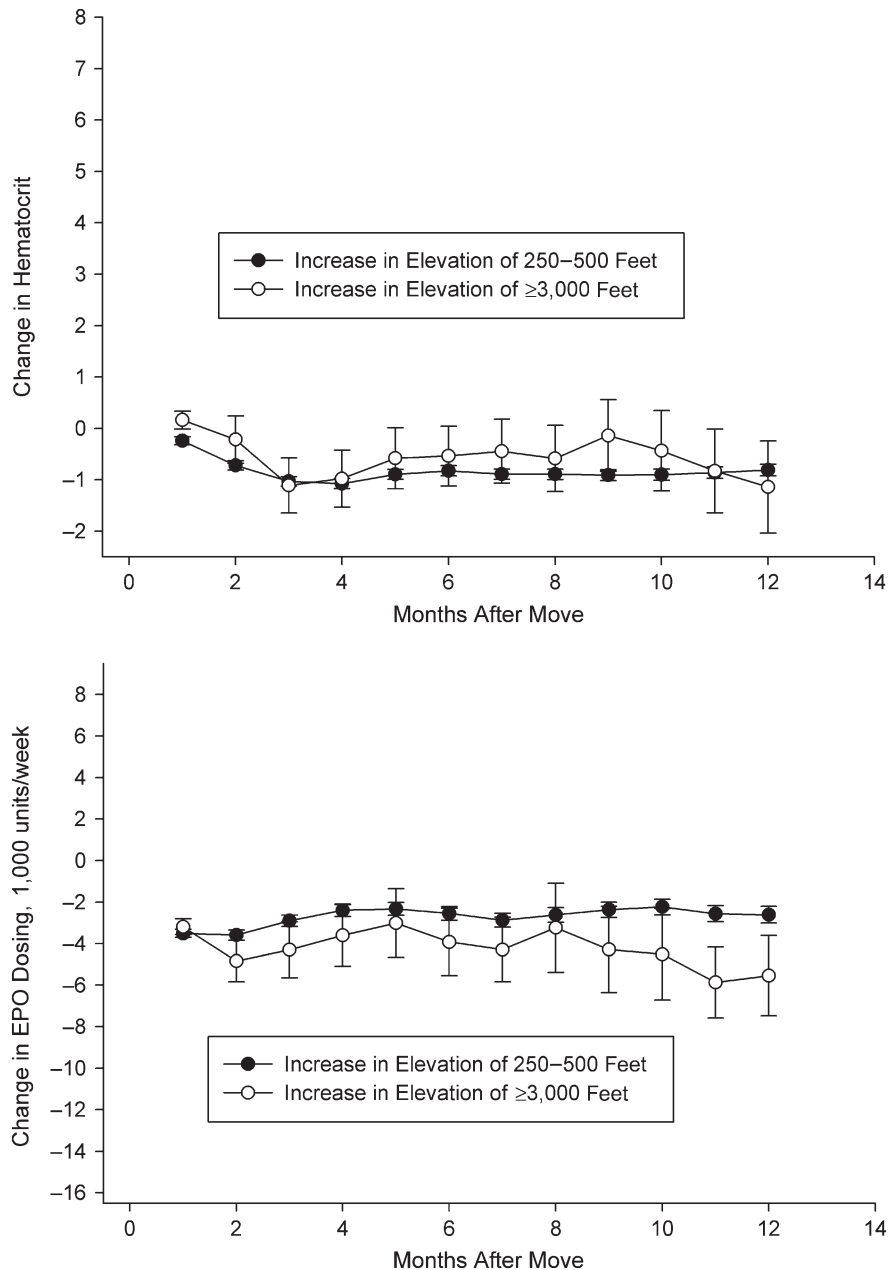 8
7
6
5
4
3
2
1
0
–1
–2
Change in Hematocrit
Increase in Elevation of 250–500 Feet
Increase in Elevation of ≥3,000 Feet
0 2 4 6 8 10 12 14
Months After Move
8
6
4
2
0
–2
–4
–6
–8
–10
–12
–14
–16
Change in EPO Dosing, 1,000 units/week
Increase in Elevation of 250–500 Feet
Increase in Elevation of ≥3,000 Feet
0 2 4 6 8 10 12 14
Months After Move